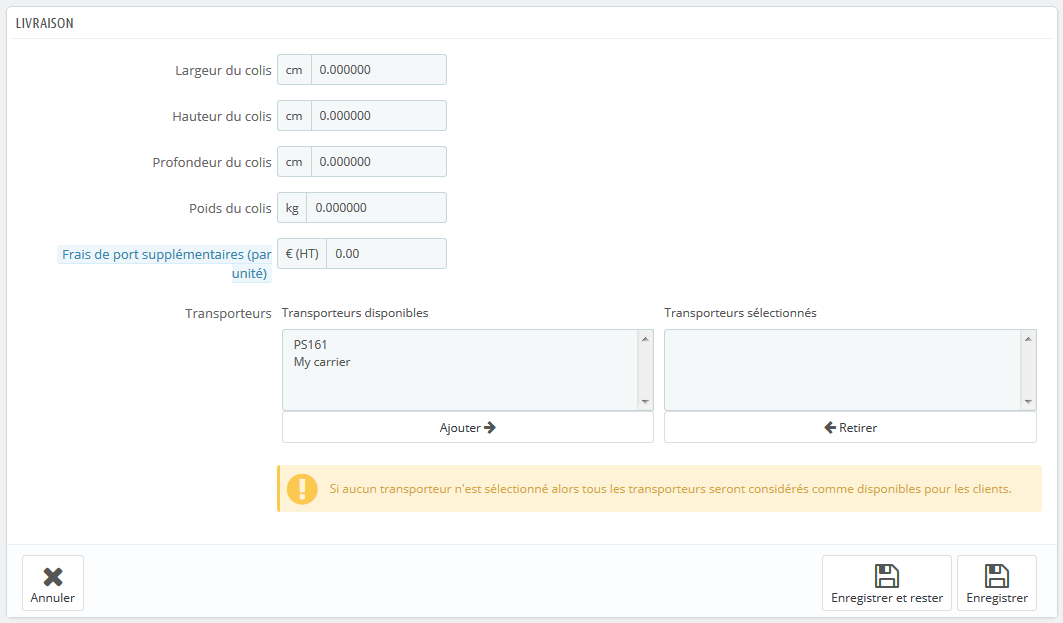 LIVRAISON
Largeur du colis cm 0.000000
Hauteur du colis cm 0.000000
Profondeur du colis cm 0.000000
Poids du colis kg 0.000000
Frais de port supplémentaires (par
unité) € (HT) 0.00
Transporteurs Transporteurs disponibles Transporteurs sélectionnés
PS161
My carrier
Ajouter Retirer
Si aucun transporteur n'est sélectionné alors tous les transporteurs seront considérés comme disponibles pour les clients.
Annuler Enregistrer et rester Enregistrer